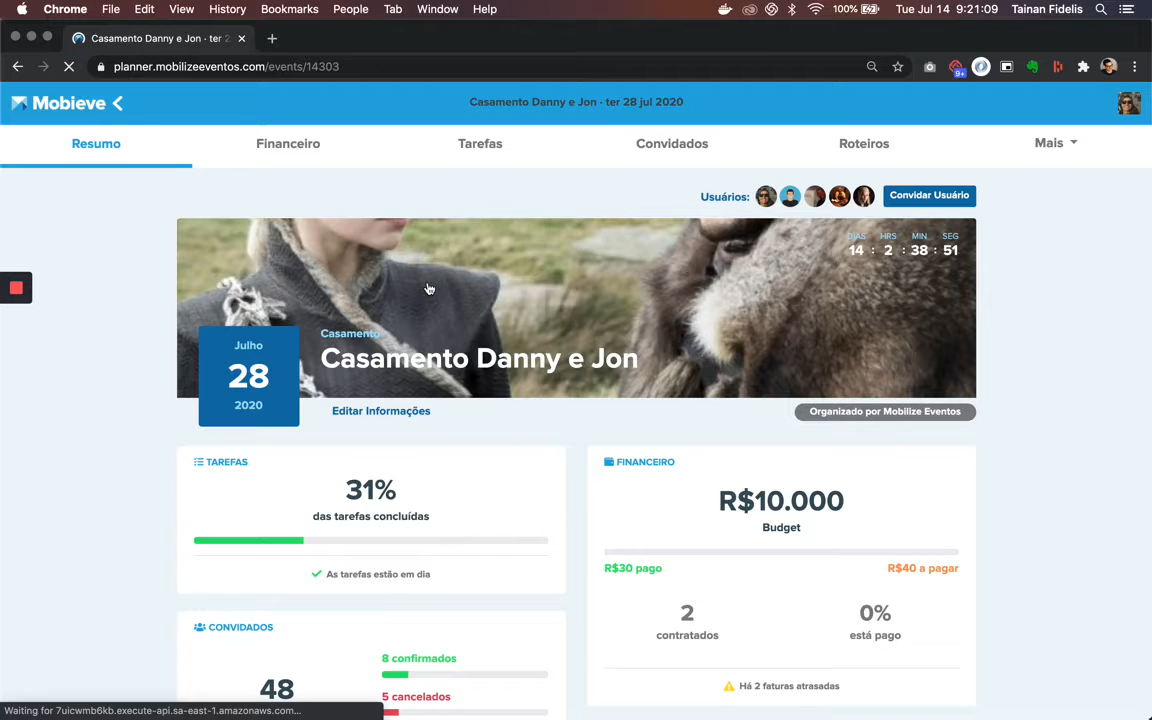 Chrome File Edit View History Bookmarks People Tab Window Help 100% Tue Jul 14 9:21:09 Tainan Fidelis
Casamento Danny e Jon · ter 2
planner.mobilizeeventos.com/events/14303
9+
Mobieve
Casamento Danny e Jon · ter 28 jul 2020
Resumo Financeiro Tarefas Convidados Roteiros Mais
Usuários: Convidar Usuário
DIAS HRS MIN SEG
14 : 2 : 38 : 51
Casamento
Casamento Danny e Jon
Julho
28
2020
Editar Informações
Organizado por Mobilize Eventos
TAREFAS
31%
das tarefas concluídas
As tarefas estão em dia
FINANCEIRO
R$10.000
Budget
R$30 pago
R$40 a pagar
2
contratados
0%
está pago
Há 2 faturas atrasadas
CONVIDADOS
48
8 confirmados
5 cancelados
Waiting for 7uicwmb6kb.execute-api.sa-east-1.amazonaws.com...